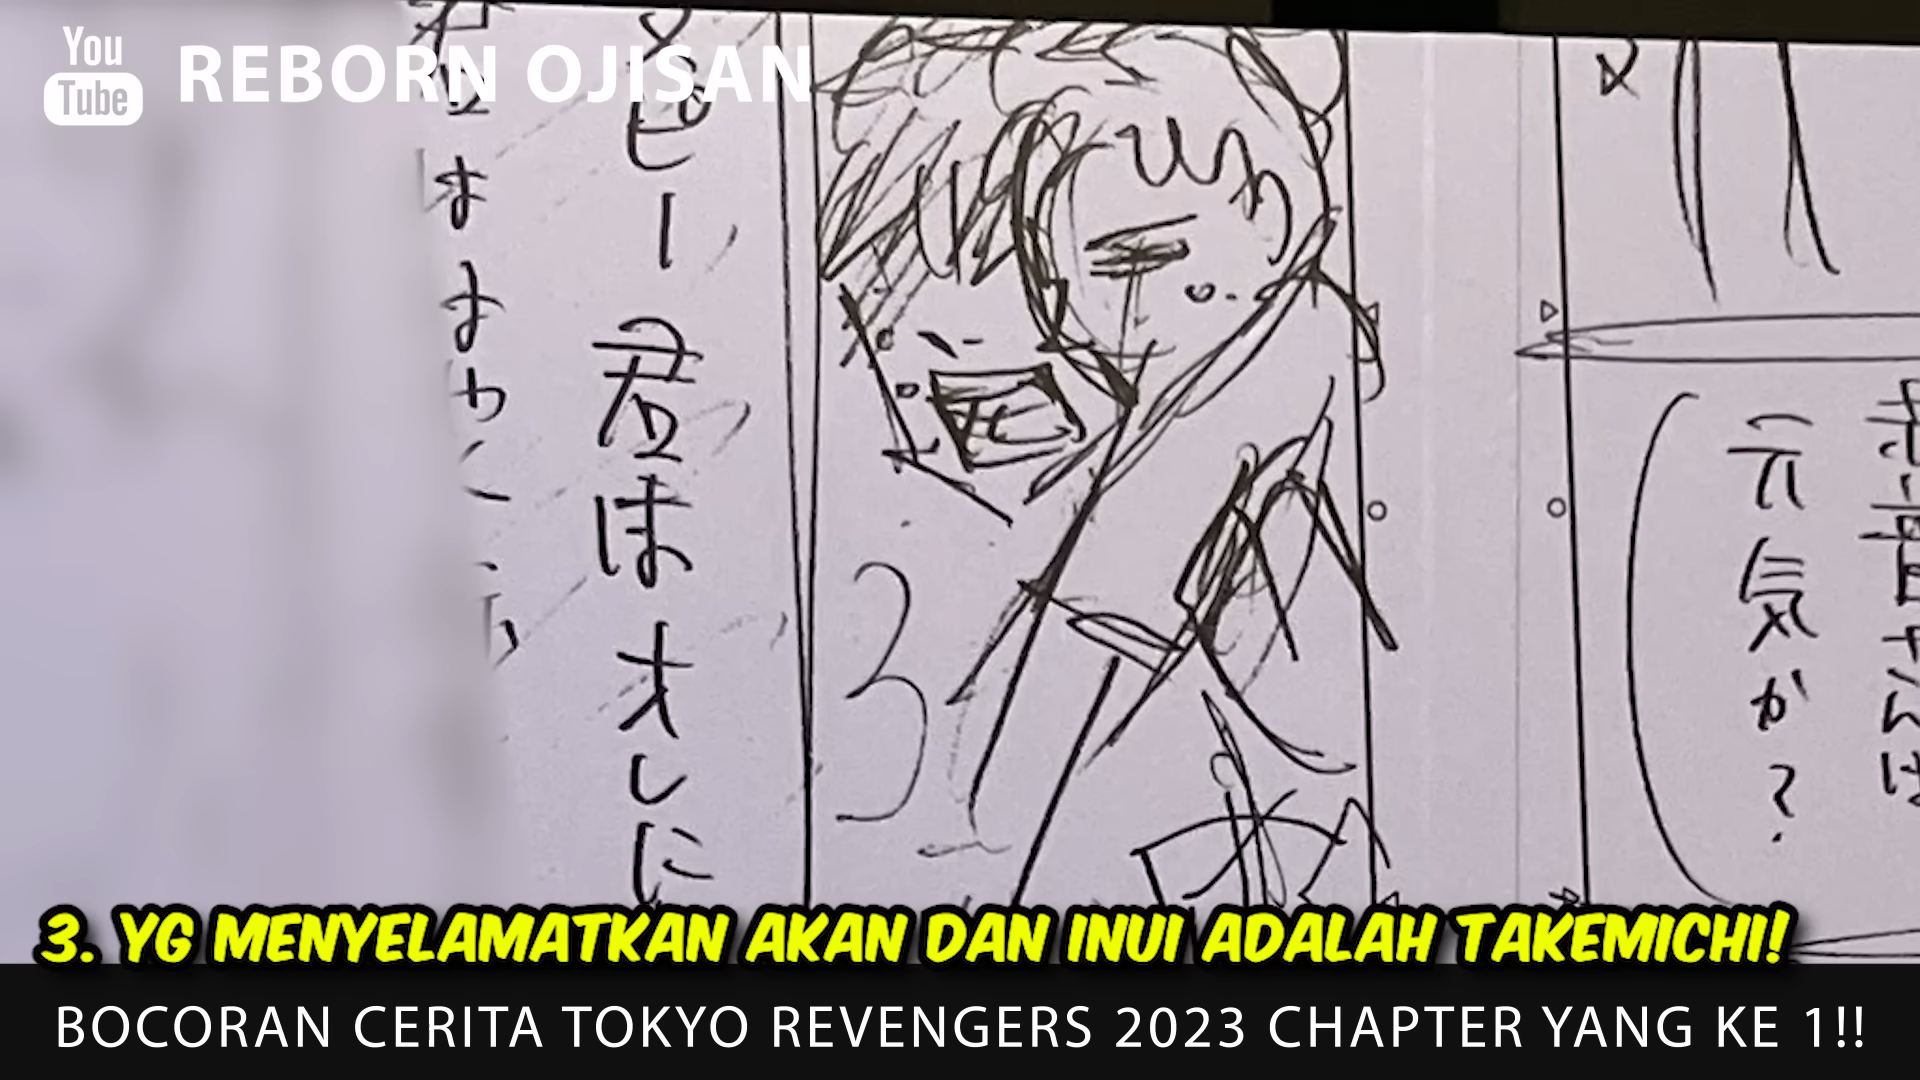 You
Tube
REBORN OJISAN
ピー君はオレに
元気か？
3. YG MENYELAMATKAN AKAN DAN INUI ADALAH TAKEMICHI!
BOCORAN CERITA TOKYO REVENGERS 2023 CHAPTER YANG KE 1!!